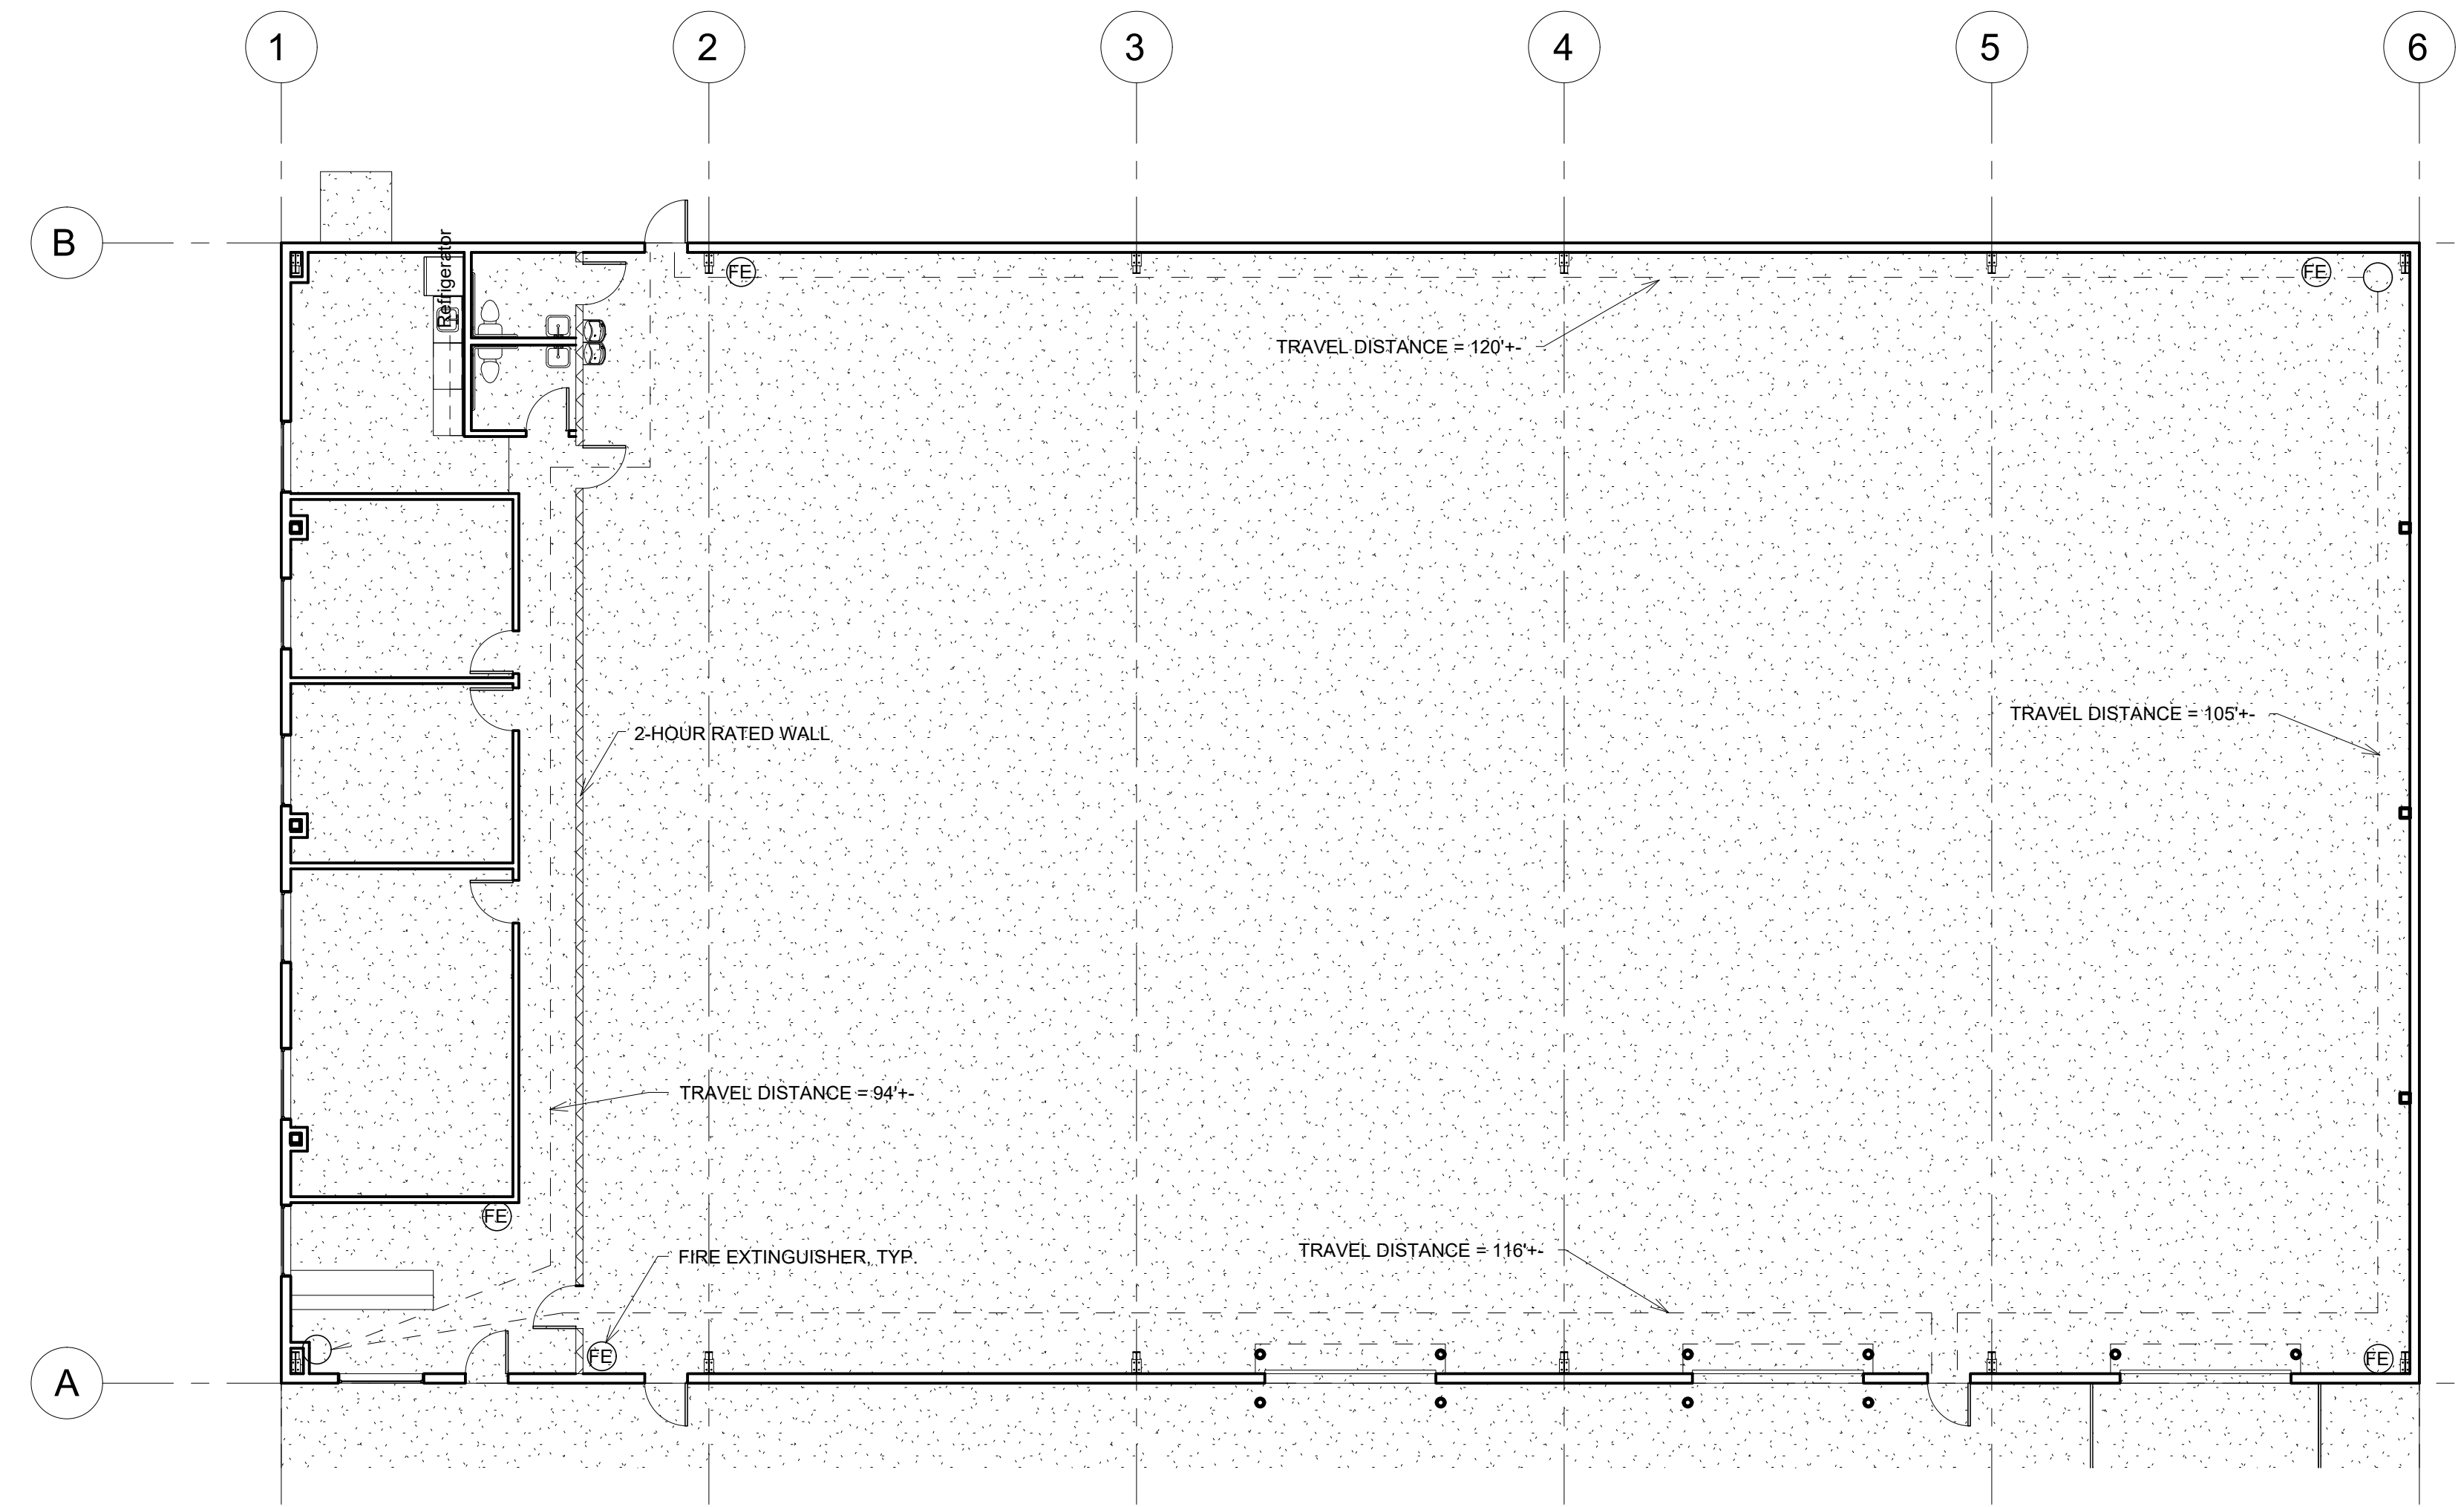 1
2
3
4
5
6
B
Refrigerator
FE
FE
TRAVEL DISTANCE = 120'+-
TRAVEL DISTANCE = 105'+-
2-HOUR RATED WALL
TRAVEL DISTANCE = 94'+-
FE
FIRE EXTINGUISHER, TYP.
TRAVEL DISTANCE = 116'+-
FE
FE
A